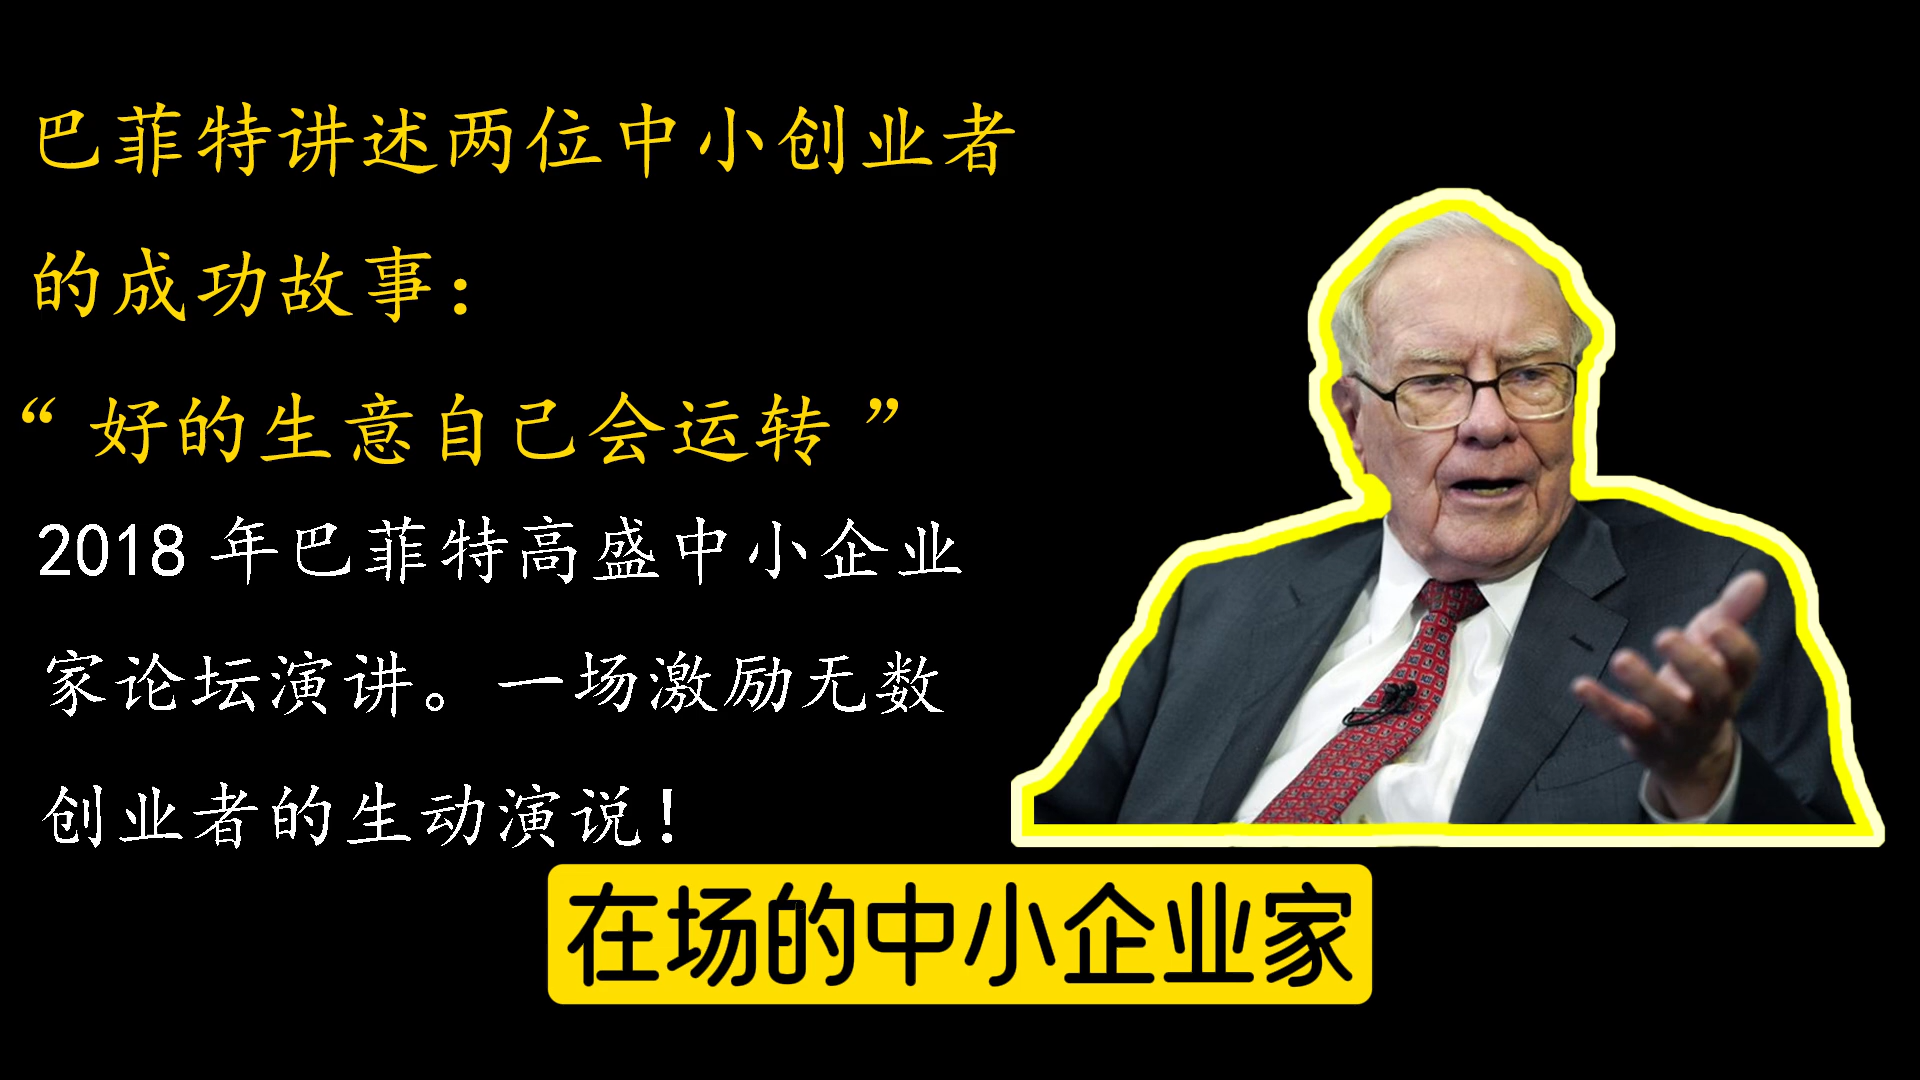 巴菲特讲述两位中小创业者
的成功故事：
“好的生意自己会运转”
2018 年巴菲特高盛中小企业
家论坛演讲。一场激励无数
创业者的生动演说！
在场的中小企业家